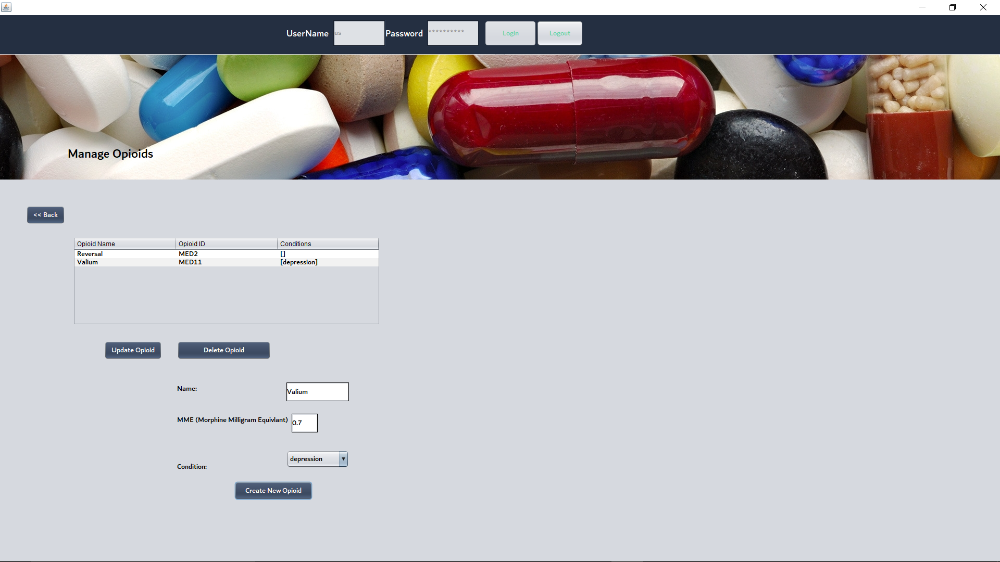 UserName us Password ********** Login Logout
Manage Opioids
<< Back
Opioid Name Opioid ID Conditions
Reversal MED2 []
Valium MED11 [depression]
Update Opioid Delete Opioid
Name: Valium
MME (Morphine Milligram Equivlant) 0.7
depression
Condition:
Create New Opioid